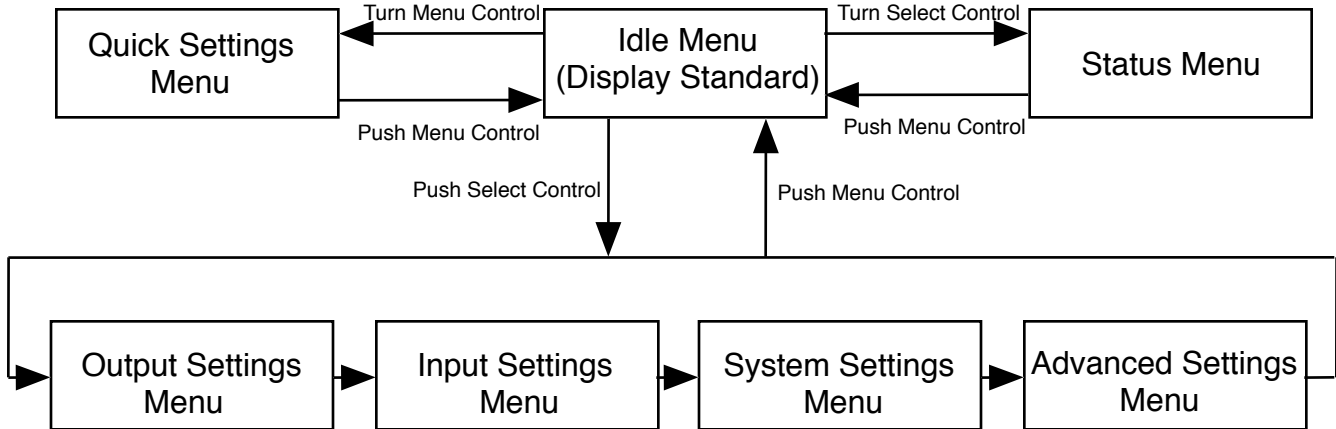 Turn Menu Control
Turn Select Control
Quick Settings
Menu
Idle Menu
(Display Standard)
Status Menu
Push Menu Control
Push Menu Control
Push Select Control
Push Menu Control
Output Settings
Menu
Input Settings
Menu
System Settings
Menu
Advanced Settings
Menu